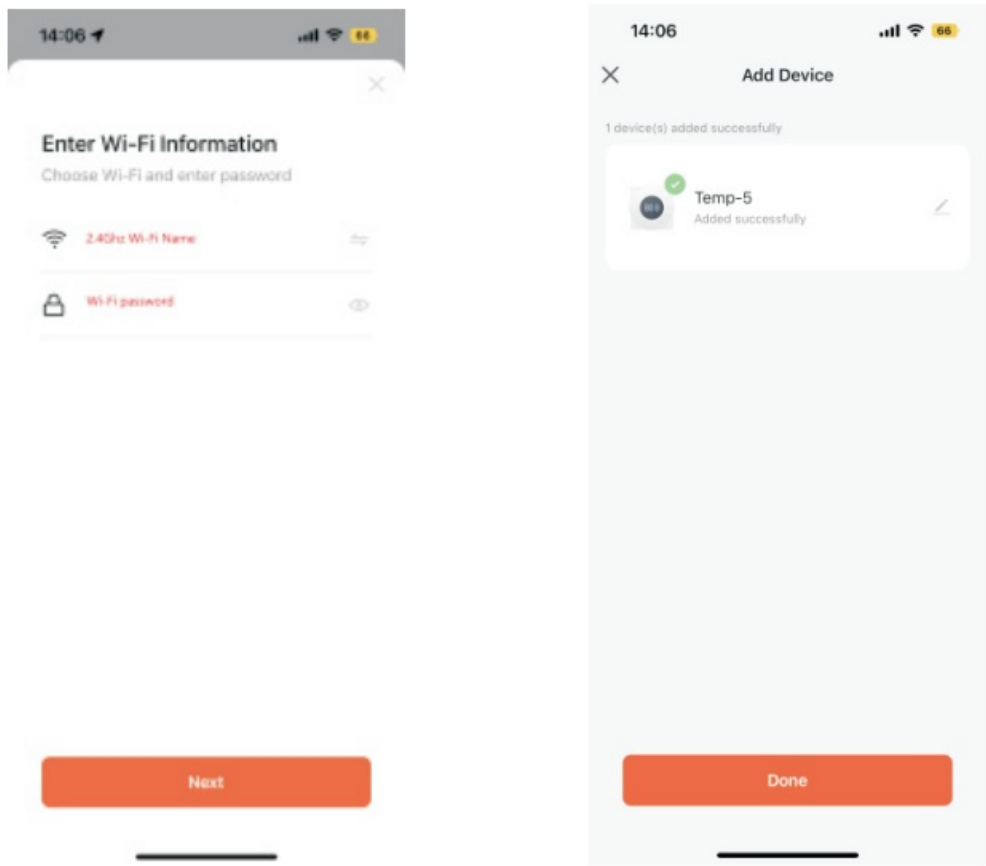 14:06
66
Enter Wi-Fi Information
Choose Wi-Fi and enter password
2.4Ghz Wi-Fi Name
Wi-Fi password
Next
14:06
66
Add Device
1 device(s) added successfully
Temp-5
Added successfully
Done